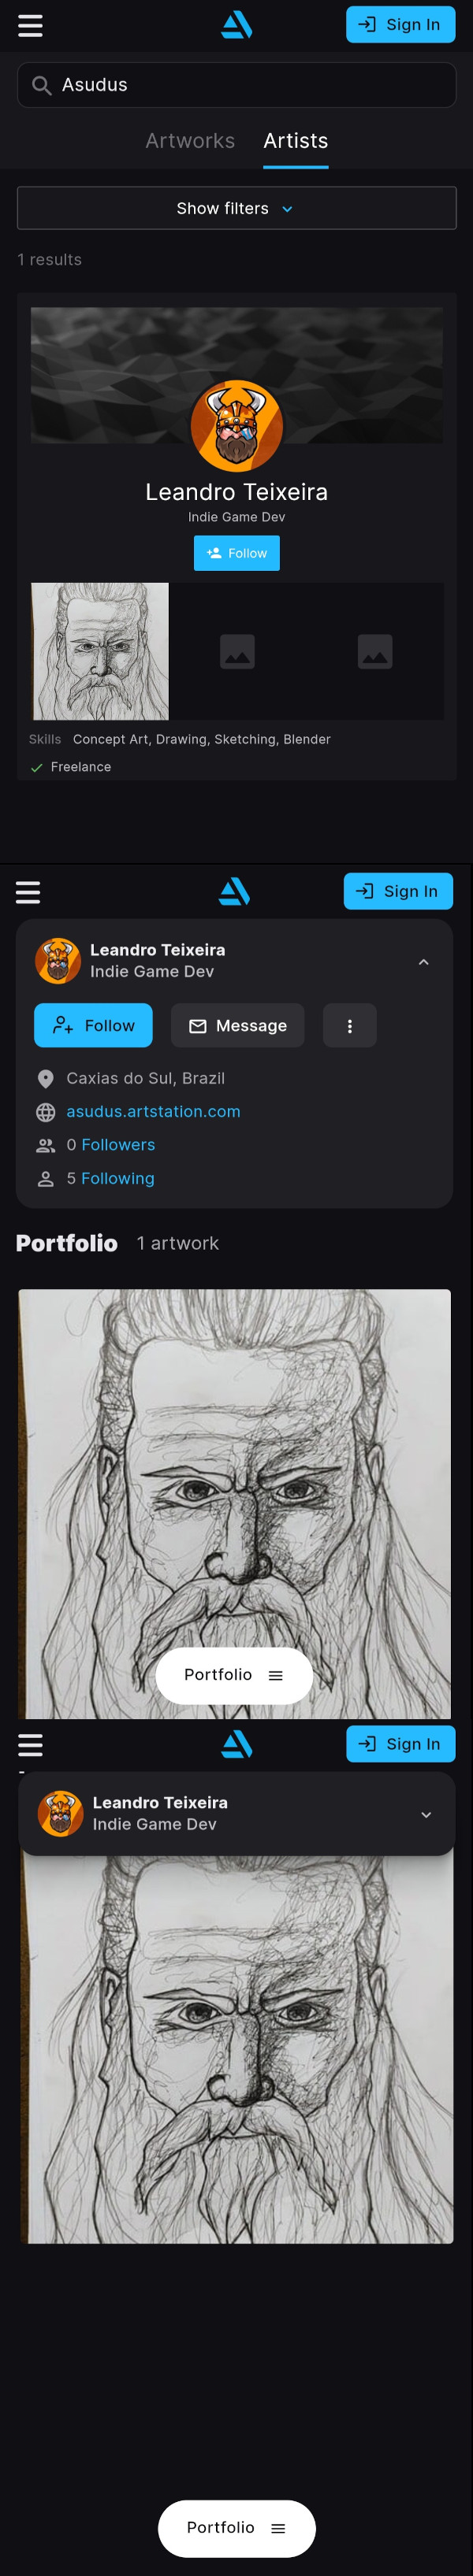 Sign In
Asudus
Artworks Artists
Show filters
1 results
Leandro Teixeira
Indie Game Dev
Follow
Skills Concept Art, Drawing, Sketching, Blender
Freelance
Sign In
Leandro Teixeira
Indie Game Dev
Follow Message
Caxias do Sul, Brazil
asudus.artstation.com
0 Followers
5 Following
Portfolio 1 artwork
Portfolio
Sign In
Leandro Teixeira
Indie Game Dev
Portfolio